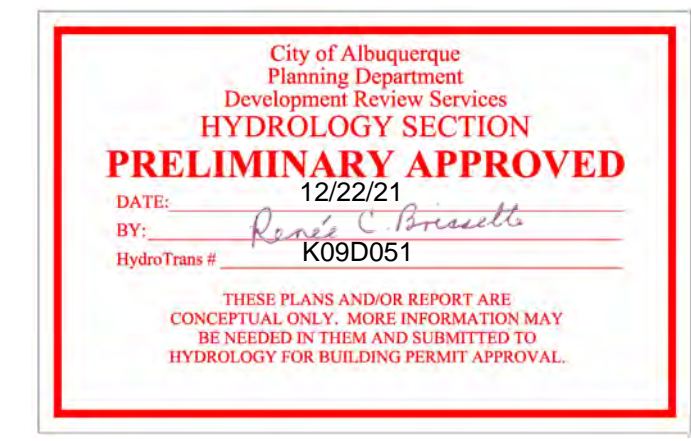 City of Albuquerque
Planning Department
Development Review Services
HYDROLOGY SECTION
PRELIMINARY APPROVED
DATE: 12/22/21
BY: Renée C. Brissette
HydroTrans # K09D051
THESE PLANS AND/OR REPORT ARE
CONCEPTUAL ONLY. MORE INFORMATION MAY
BE NEEDED IN THEM AND SUBMITTED TO
HYDROLOGY FOR BUILDING PERMIT APPROVAL.